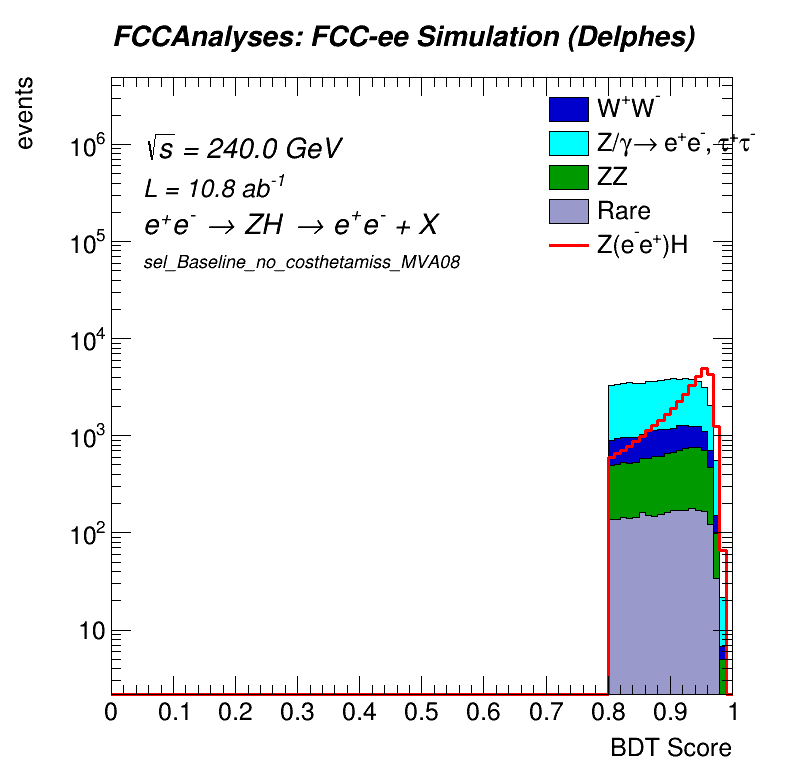 FCCAnalyses: FCC-ee Simulation (Delphes)
events
√s = 240.0 GeV
L = 10.8 ab⁻¹
e⁺e⁻ → ZH → e⁺e⁻ + X
sel_Baseline_no_costhetamiss_MVA08
W⁺W⁻
Z/γ→ e⁺e⁻, τ⁺τ⁻
ZZ
Rare
Z(e⁻e⁺)H
10⁶
10⁵
10⁴
10³
10²
10
0 0.1 0.2 0.3 0.4 0.5 0.6 0.7 0.8 0.9 1
BDT Score